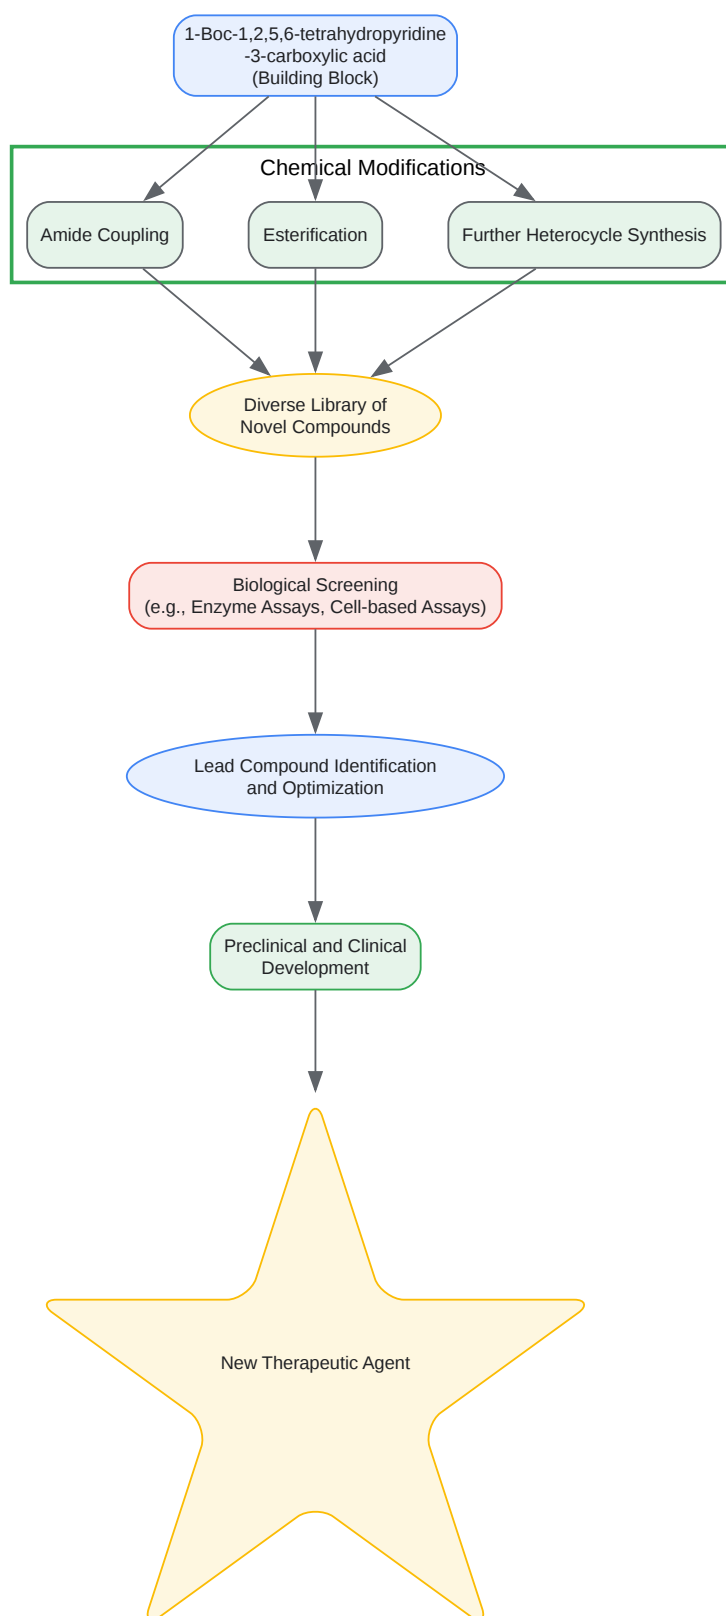 1-Boc-1,2,5,6-tetrahydropyridine
-3-carboxylic acid
(Building Block)
Chemical Modifications
Amide Coupling
Esterification
Further Heterocycle Synthesis
Diverse Library of
Novel Compounds
Biological Screening
(e.g., Enzyme Assays, Cell-based Assays)
Lead Compound Identification
and Optimization
Preclinical and Clinical
Development
New Therapeutic Agent